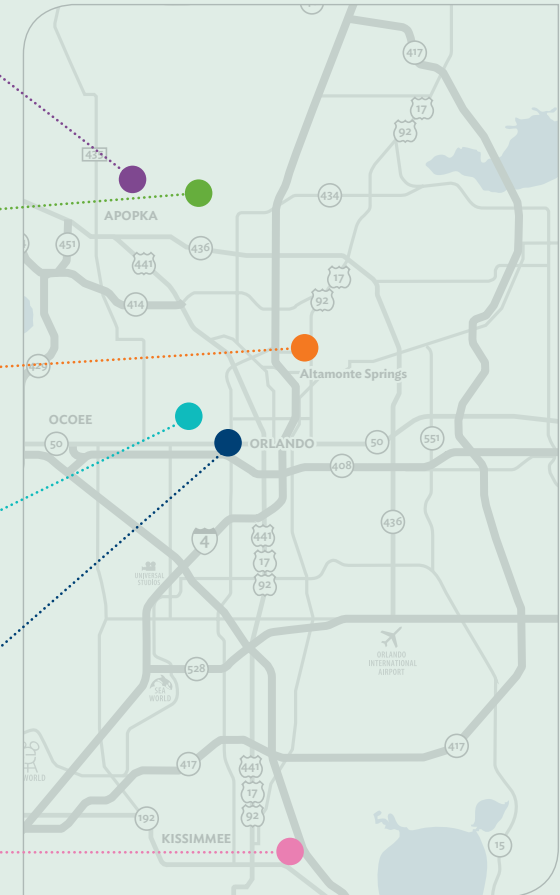 417
17
92
435
434
APOPKA
451
436
441
17
414
92
429
Altamonte Springs
OCOEE
50
ORLANDO
50
551
408
436
4
441
17
92
UNIVERSAL
STUDIOS
ORLANDO
INTERNATIONAL
AIRPORT
528
SEA
WORLD
417
417
441
WORLD
17
192
92
KISSIMMEE
15